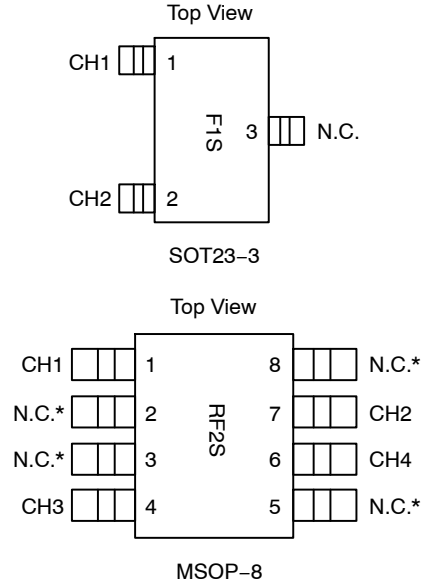 Top View
CH1 1
F1S
3 N.C.
CH2 2
SOT23−3
Top View
CH1 1 8 N.C.*
N.C.* 2 7 CH2
RF2S
N.C.* 3 6 CH4
CH3 4 5 N.C.*
MSOP−8